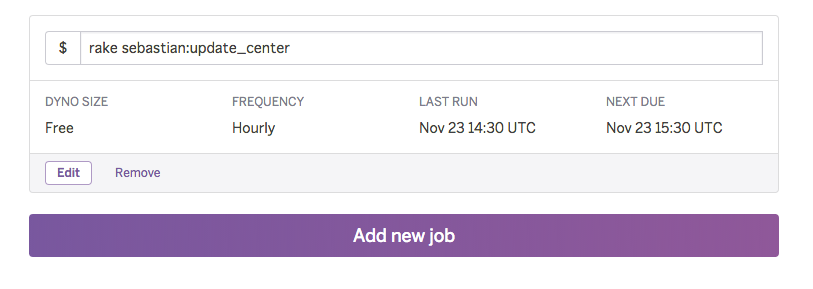 $ rake sebastian:update_center
DYNO SIZE FREQUENCY LAST RUN NEXT DUE
Free Hourly Nov 23 14:30 UTC Nov 23 15:30 UTC
Edit Remove
Add new job